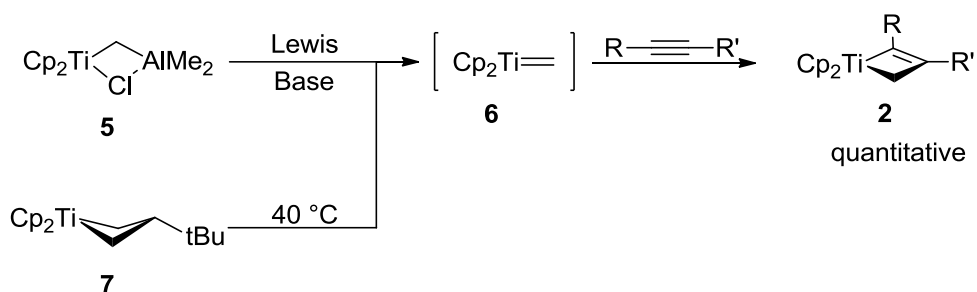 Cp₂Ti AlMe₂
Cl
5
Lewis
Base
Cp₂Ti
6
R R'
R
Cp₂Ti R'
2
quantitative
Cp₂Ti
tBu
7
40 °C